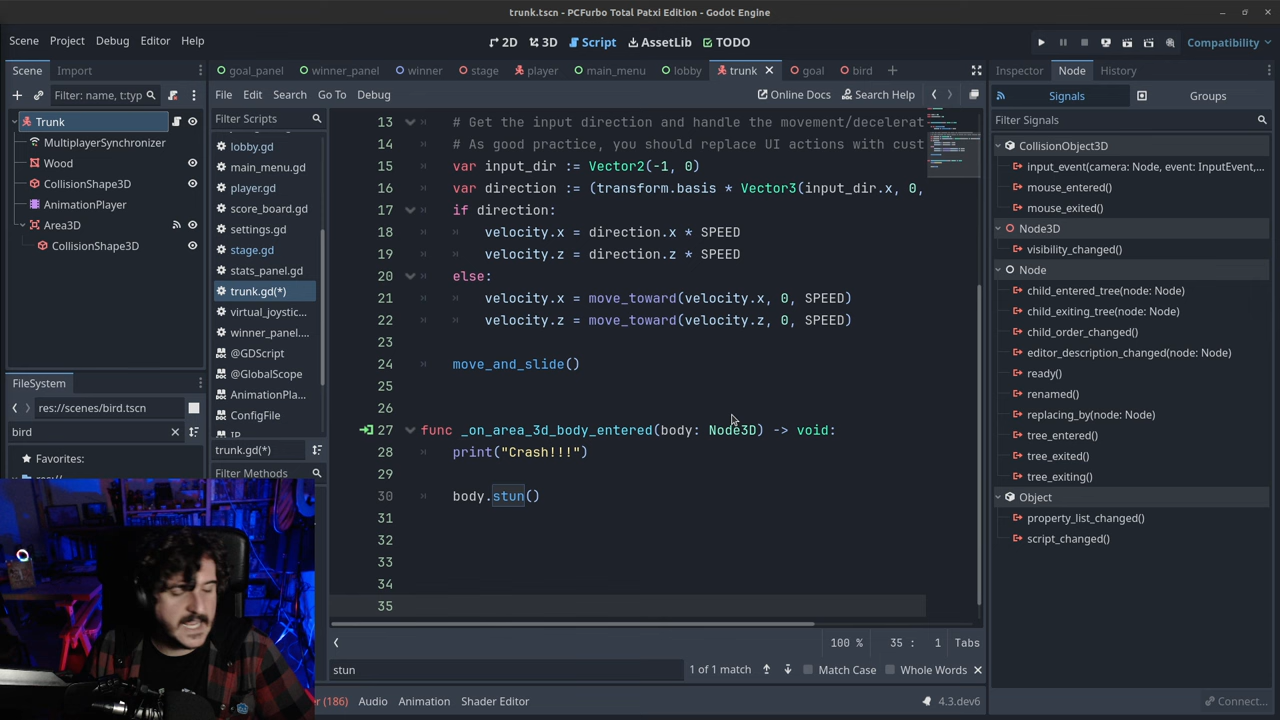 trunk.tscn - PCFurbo Total Patxi Edition - Godot Engine
Scene Project Debug Editor Help
2D 3D Script AssetLib TODO
Compatibility
Scene Import
goal_panel winner_panel winner stage player main_menu lobby trunk goal bird
Inspector Node History
Filter: name, t:typ
File Edit Search Go To Debug
Online Docs Search Help
Signals Groups
Trunk
MultiplayerSynchronizer
Wood
CollisionShape3D
AnimationPlayer
Area3D
CollisionShape3D
FileSystem
res://scenes/bird.tscn
bird
Favorites:
Filter Scripts
lobby.gd
main_menu.gd
player.gd
score_board.gd
settings.gd
stage.gd
stats_panel.gd
trunk.gd(*)
virtual_joystic...
winner_panel....
@GDScript
@GlobalScope
AnimationPla...
ConfigFile
IP
trunk.gd(*)
Filter Methods
13 # Get the input direction and handle the movement/decelerat
14 # As good practice, you should replace UI actions with cust
15 var input_dir := Vector2(-1, 0)
16 var direction := (transform.basis * Vector3(input_dir.x, 0,
17 if direction:
18 velocity.x = direction.x * SPEED
19 velocity.z = direction.z * SPEED
20 else:
21 velocity.x = move_toward(velocity.x, 0, SPEED)
22 velocity.z = move_toward(velocity.z, 0, SPEED)
23
24 move_and_slide()
25
26
27 func _on_area_3d_body_entered(body: Node3D) -> void:
28 print("Crash!!!")
29
30 body.stun()
31
32
33
34
35
100 % 35 : 1 Tabs
stun 1 of 1 match Match Case Whole Words
(186) Audio Animation Shader Editor 4.3.dev6
Filter Signals
CollisionObject3D
input_event(camera: Node, event: InputEvent,...
mouse_entered()
mouse_exited()
Node3D
visibility_changed()
Node
child_entered_tree(node: Node)
child_exiting_tree(node: Node)
child_order_changed()
editor_description_changed(node: Node)
ready()
renamed()
replacing_by(node: Node)
tree_entered()
tree_exited()
tree_exiting()
Object
property_list_changed()
script_changed()
Connect...